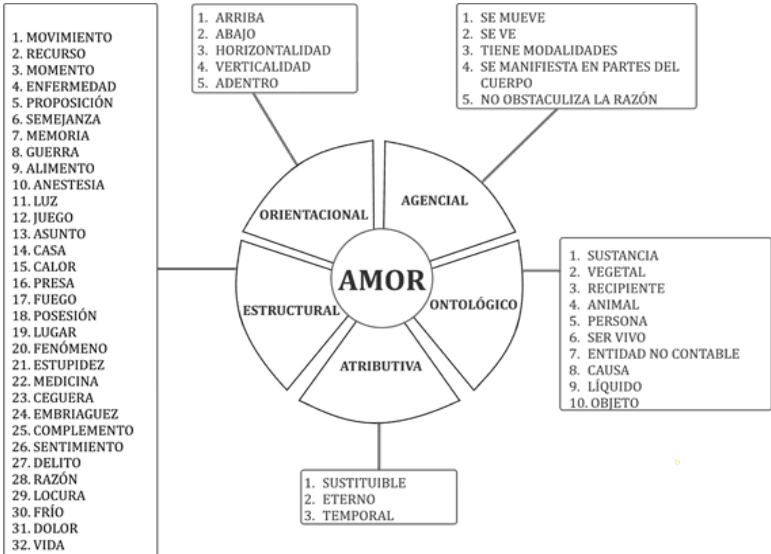 1. MOVIMIENTO
2. RECURSO
3. MOMENTO
4. ENFERMEDAD
5. PROPOSICIÓN
6. SEMEJANZA
7. MEMORIA
8. GUERRA
9. ALIMENTO
10. ANESTESIA
11. LUZ
12. JUEGO
13. ASUNTO
14. CASA
15. CALOR
16. PRESA
17. FUEGO
18. POSESIÓN
19. LUGAR
20. FENÓMENO
21. ESTUPIDEZ
22. MEDICINA
23. CEGUERA
24. EMBRIAGUEZ
25. COMPLEMENTO
26. SENTIMIENTO
27. DELITO
28. RAZÓN
29. LOCURA
30. FRÍO
31. DOLOR
32. VIDA
1. ARRIBA
2. ABAJO
3. HORIZONTALIDAD
4. VERTICALIDAD
5. ADENTRO
1. SE MUEVE
2. SE VE
3. TIENE MODALIDADES
4. SE MANIFIESTA EN PARTES DEL
CUERPO
5. NO OBSTACULIZA LA RAZÓN
ORIENTACIONAL
AGENCIAL
AMOR
ESTRUCTURAL
ONTOLÓGICO
ATRIBUTIVA
1. SUSTANCIA
2. VEGETAL
3. RECIPIENTE
4. ANIMAL
5. PERSONA
6. SER VIVO
7. ENTIDAD NO CONTABLE
8. CAUSA
9. LÍQUIDO
10. OBJETO
1. SUSTITUIBLE
2. ETERNO
3. TEMPORAL